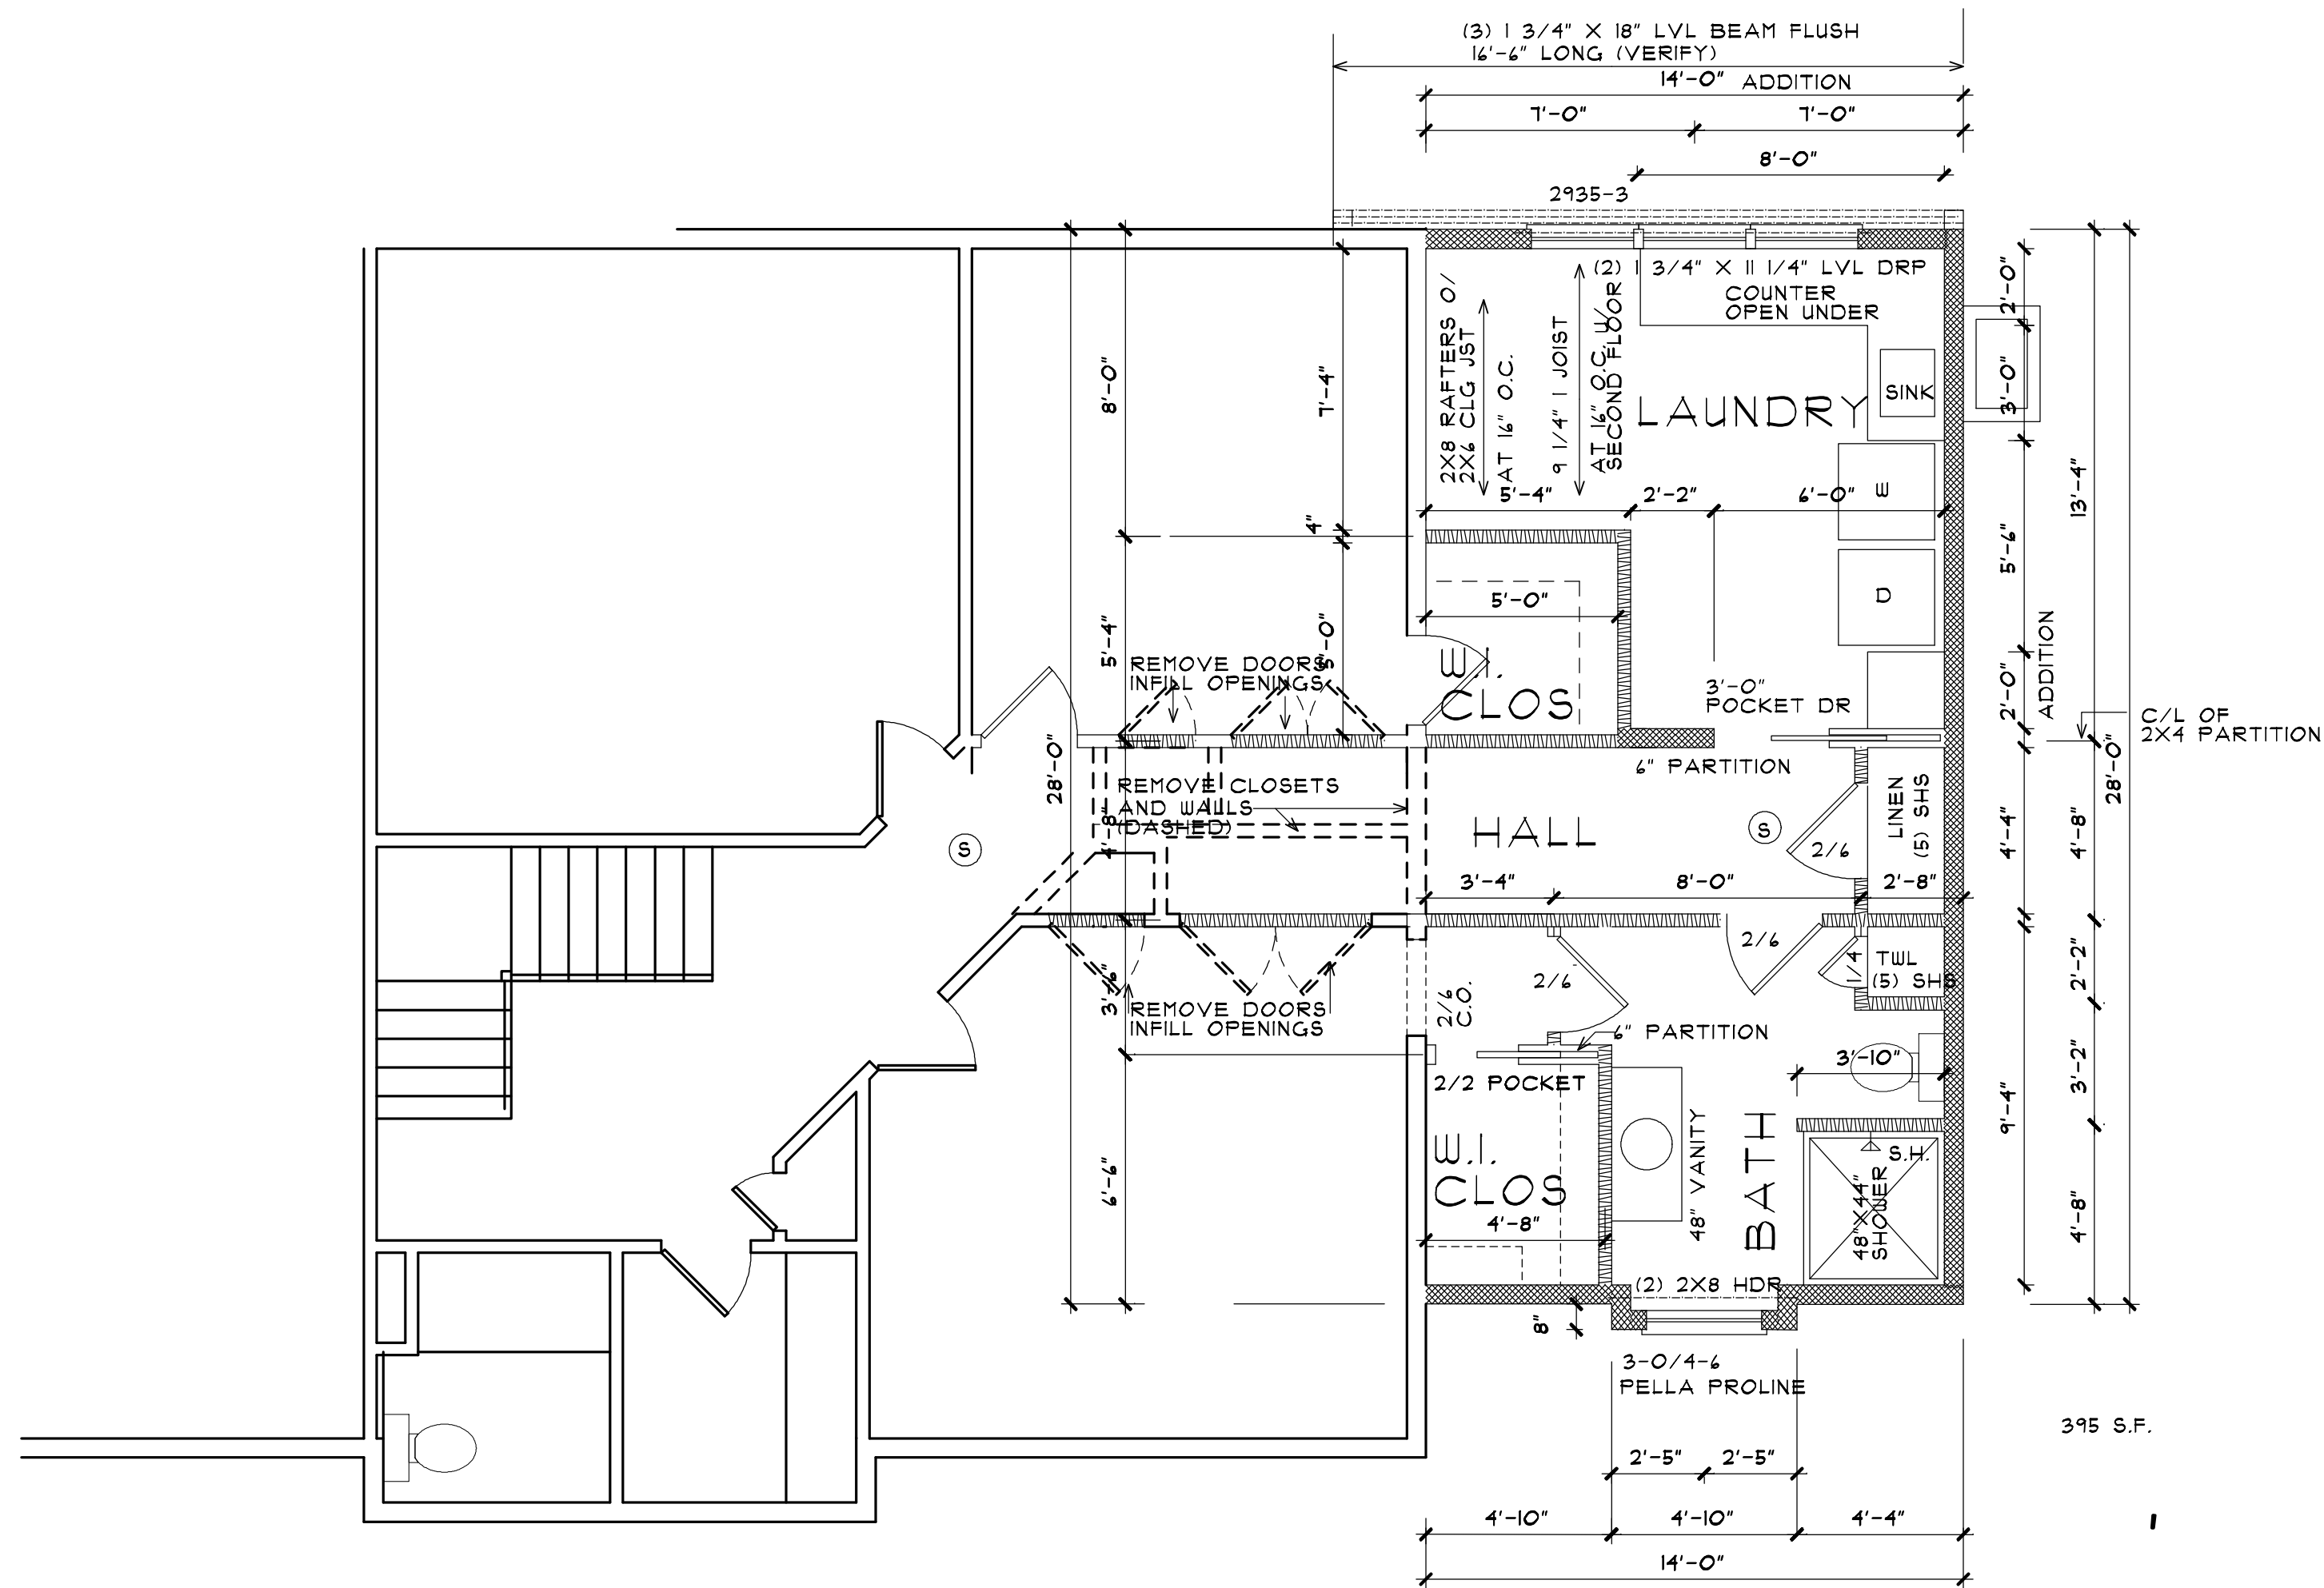 (3) 1 3/4" X 18" LVL BEAM FLUSH
16'-6" LONG (VERIFY)
14'-0" ADDITION
7'-0" 7'-0"
8'-0"
2935-3
(2) 1 3/4" X 11 1/4" LVL DRP
COUNTER
OPEN UNDER
2X8 RAFTERS O/
2X6 CLG JST
AT 16" O.C.
9 1/4" I JOIST
AT 16" O.C. W/
SECOND FLOOR
LAUNDRY
SINK
W
D
5'-4" 2'-2" 6'-0"
8'-0"
7'-4"
4"
5'-4"
5'-0"
5'-0"
REMOVE DOORS
INFILL OPENINGS
W.I.
CLOS
3'-0"
POCKET DR
6" PARTITION
2'-0"
3'-0"
5'-6"
2'-0"
4'-4"
9'-4"
ADDITION
13'-4"
4'-8"
2'-2"
3'-2"
4'-8"
28'-0"
C/L OF
2X4 PARTITION
28'-0"
REMOVE CLOSETS
AND WALLS
(DASHED)
4'-8"
S
HALL
S
LINEN
(5) SHS
2/6
3'-4" 8'-0" 2'-8"
2/6
2/6
1/4
TWL
(5) SHS
2/6
C.O.
3'-6"
REMOVE DOORS
INFILL OPENINGS
6" PARTITION
3'-10"
2/2 POCKET
W.I.
CLOS
4'-8"
48" VANITY
BATH
S.H.
48"X44"
SHOWER
6'-6"
(2) 2X8 HDR
8"
3-0/4-6
PELLA PROLINE
395 S.F.
2'-5" 2'-5"
4'-10" 4'-10" 4'-4"
14'-0"